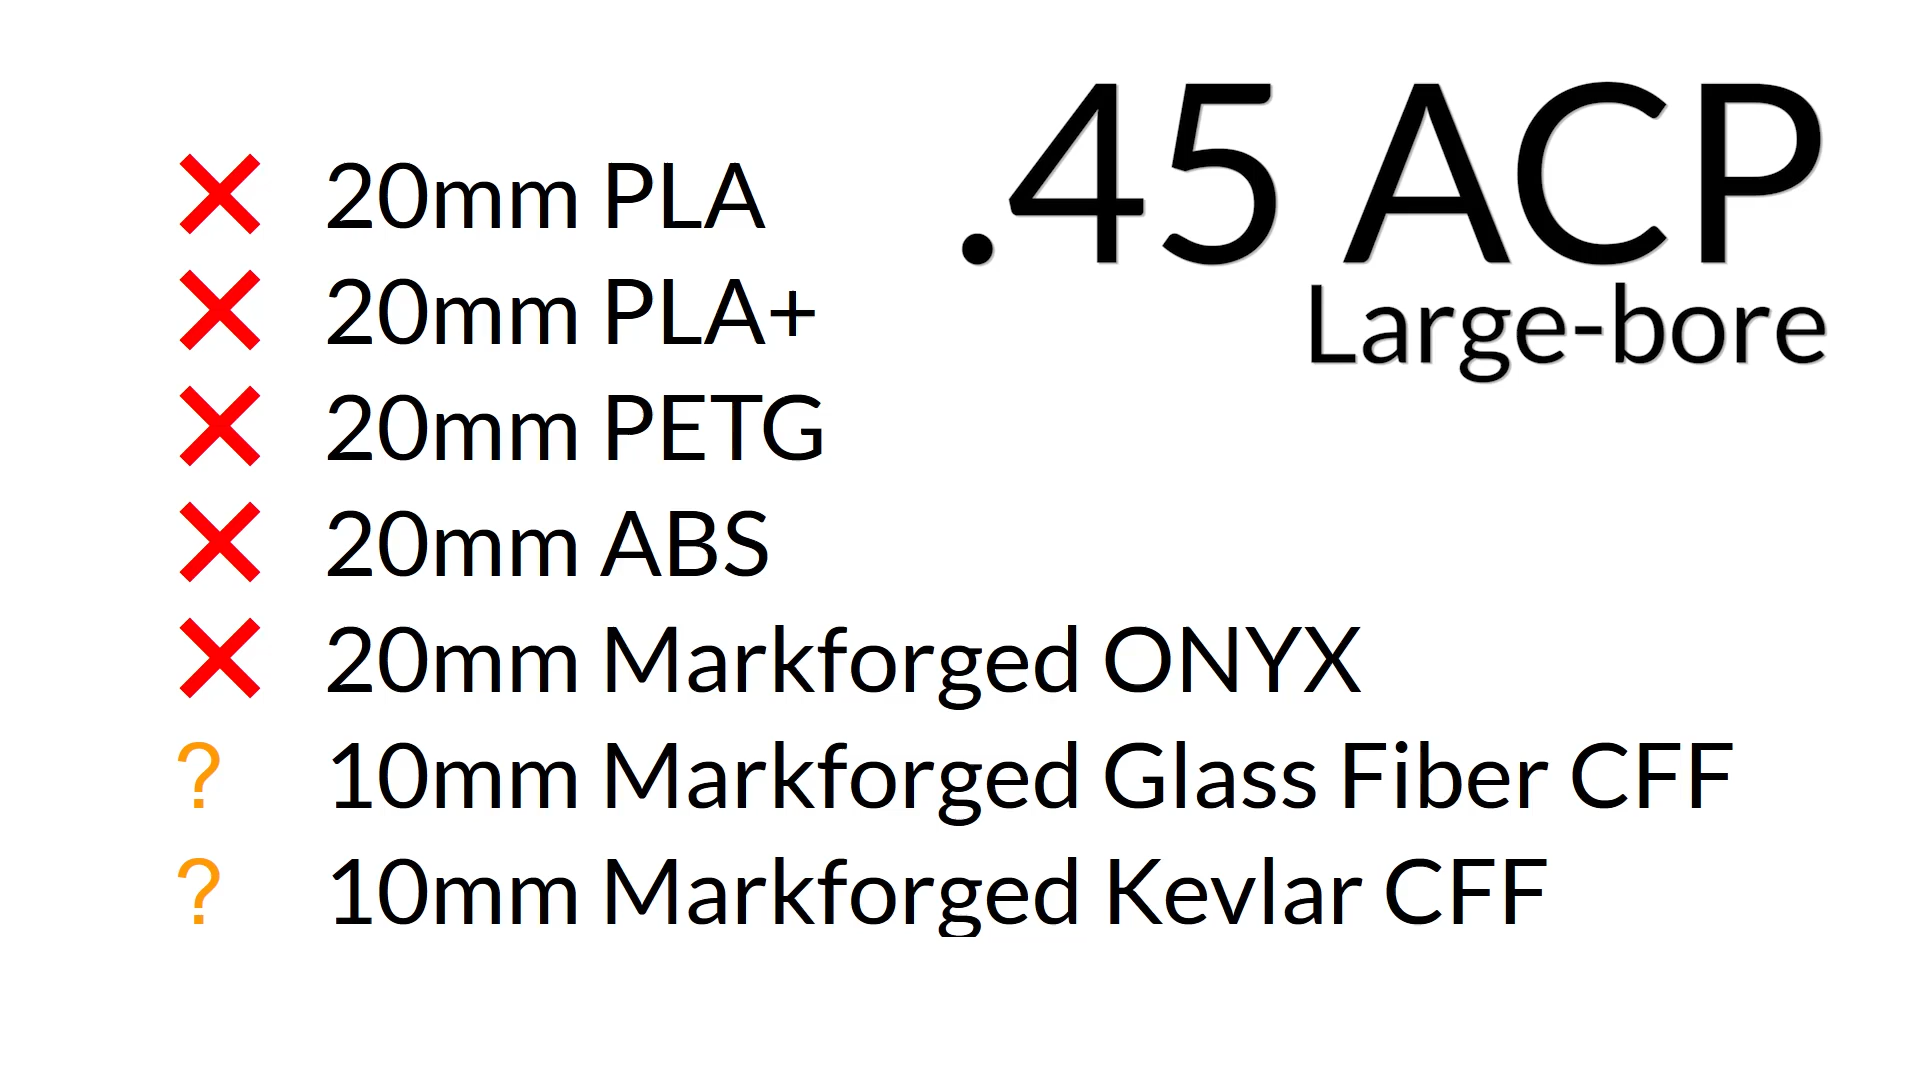 .45 ACP
Large-bore
❌ 20mm PLA
❌ 20mm PLA+
❌ 20mm PETG
❌ 20mm ABS
❌ 20mm Markforged ONYX
? 10mm Markforged Glass Fiber CFF
? 10mm Markforged Kevlar CFF